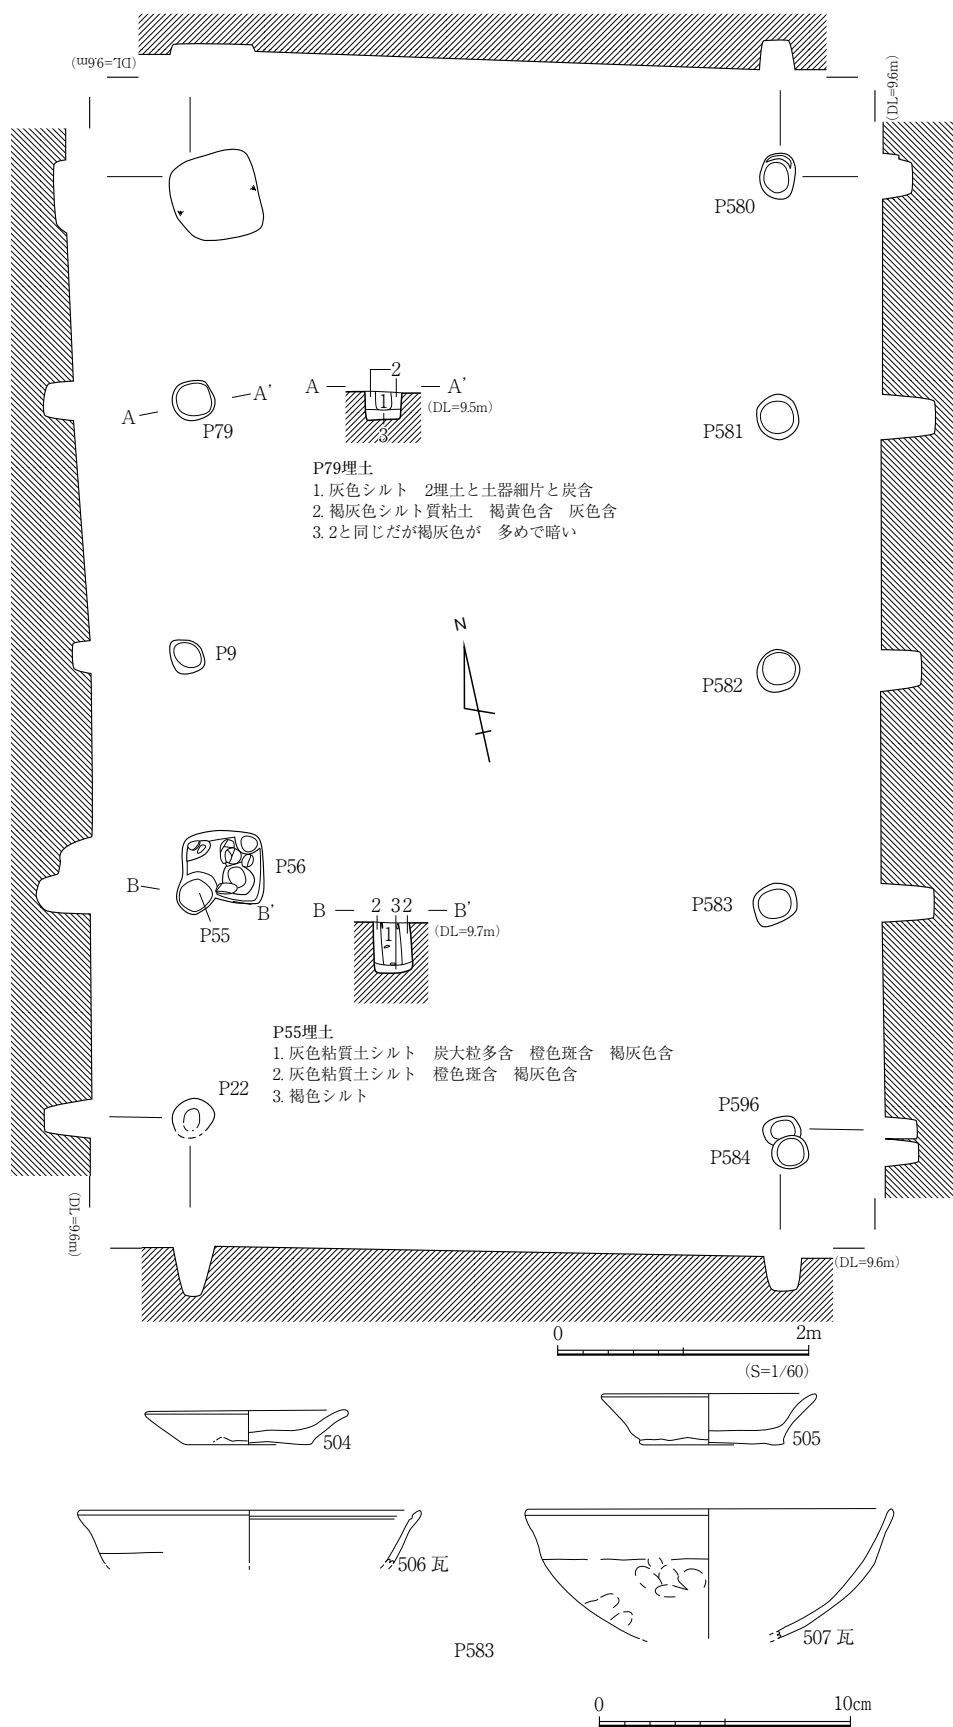 (DL=9.6m)
(DL=9.6m)
P580
2
A A'
1
(DL=9.5m)
3
A A'
P79
P581
P79埋土
1. 灰色シルト 2埋土と土器細片と炭含
2. 褐灰色シルト質粘土 褐黄色含 灰色含
3. 2と同じだが褐灰色が 多めで暗い
N
P9
P582
P56
B B'
P55
B 2 3 2 B'
1
(DL=9.7m)
P583
P55埋土
1. 灰色粘質土シルト 炭大粒多含 橙色斑含 褐灰色含
2. 灰色粘質土シルト 橙色斑含 褐灰色含
3. 褐色シルト
P22
P596
P584
(DL=9.6m)
(DL=9.6m)
0 2m
(S=1/60)
504
505
506 瓦
507 瓦
P583
0 10cm